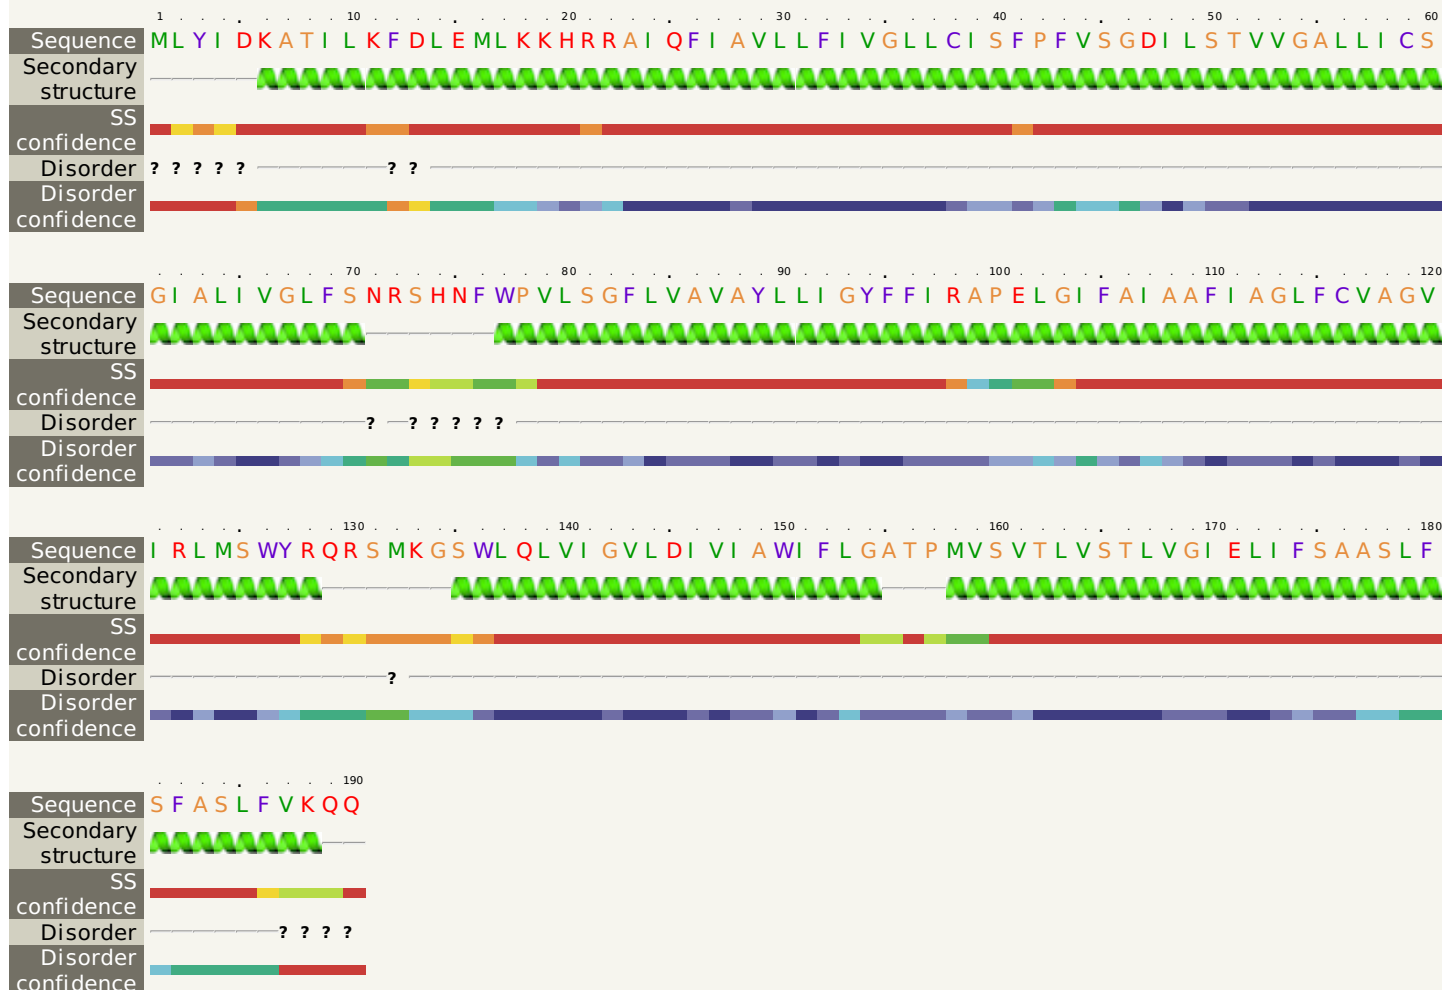 1 10 20 30 40 50 60
Sequence MLYIDKATILKFDLEMLKKHRRAIQFIAVLLFIVGLLCISFPFVSGDILSTVVGALLICS
Secondary
structure
SS
confidence
Disorder ? ? ? ? ? ? ?
Disorder
confidence
70 80 90 100 110 120
Sequence GIALIVGLFSNRSHNFWPVLSGFLVAVAYLLIGYFFIRAPELGIFAIAAFIAGLFCVAGV
Secondary
structure
SS
confidence
Disorder ? ? ? ? ? ?
Disorder
confidence
130 140 150 160 170 180
Sequence IRLMSWYRQRSMKGSWLQLVIGVLDIVIAWIFLGATPMVSVTLVSTLVGIELIFSAASLF
Secondary
structure
SS
confidence
Disorder ?
Disorder
confidence
190
Sequence SFASLFVKQQ
Secondary
structure
SS
confidence
Disorder ? ? ? ?
Disorder
confidence